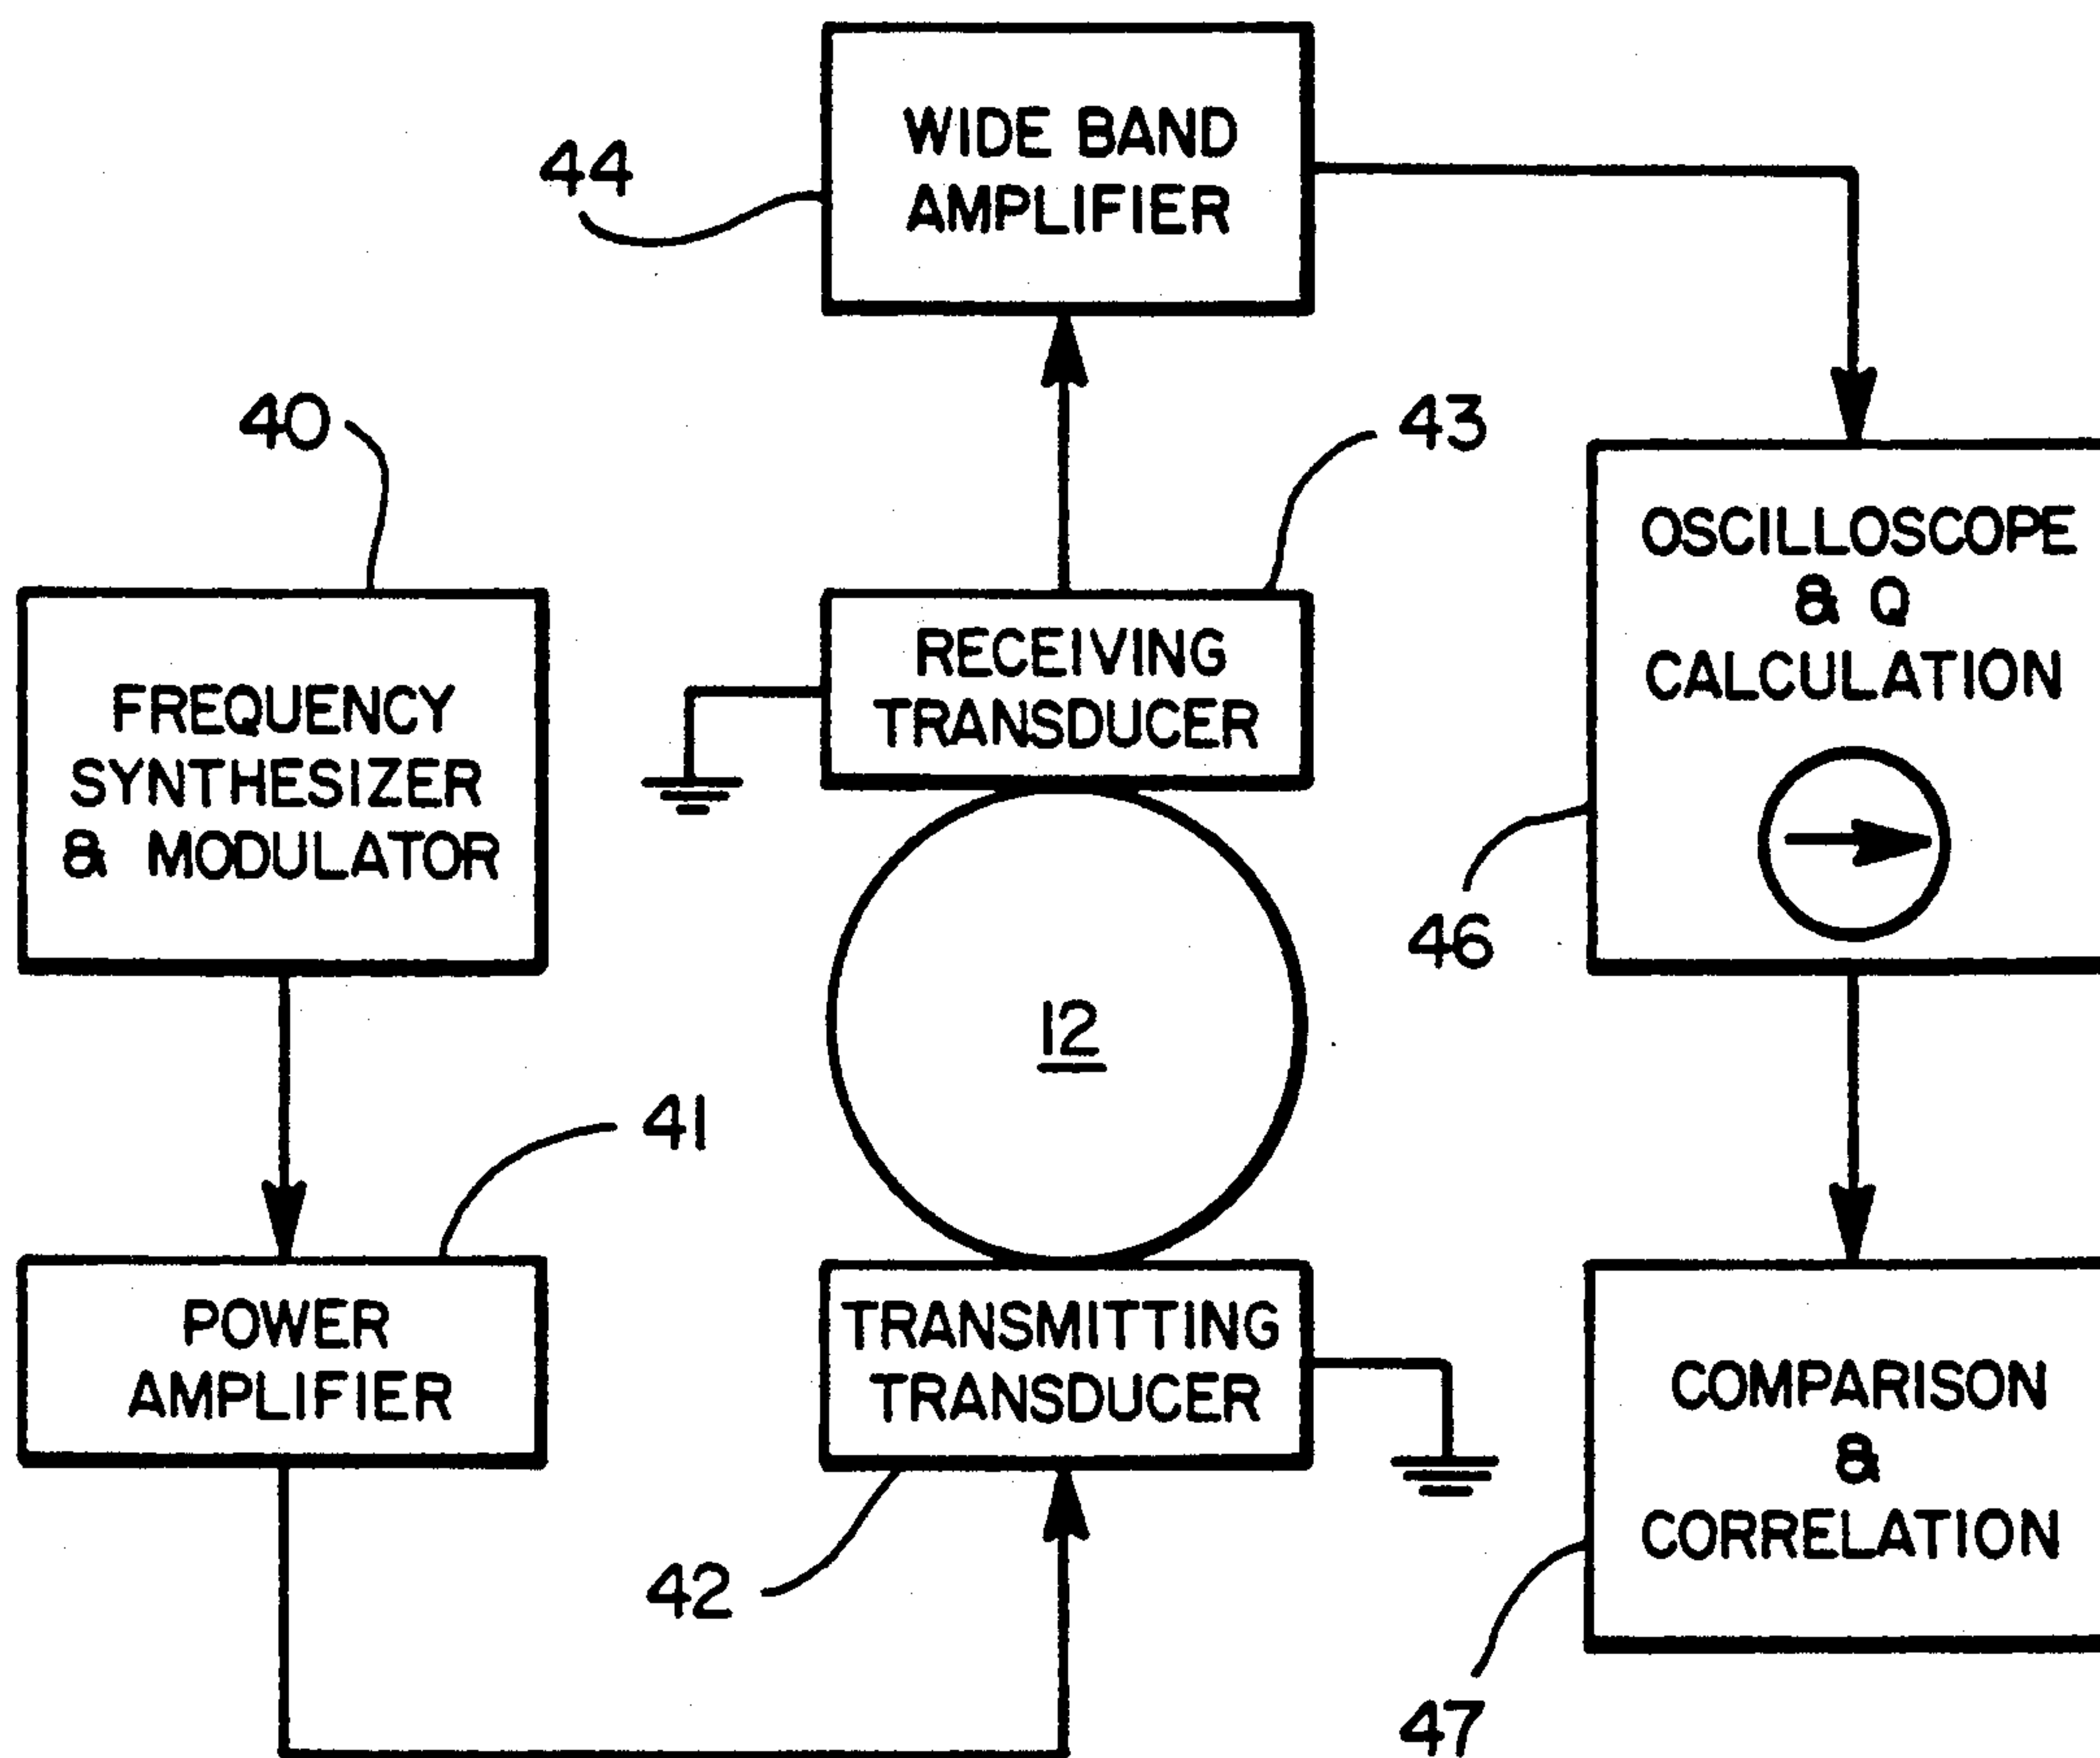 WIDE BAND
AMPLIFIER
44
40
43
OSCILLOSCOPE
& Q
CALCULATION
RECEIVING
TRANSDUCER
FREQUENCY
SYNTHESIZER
& MODULATOR
46
12
41
POWER
AMPLIFIER
TRANSMITTING
TRANSDUCER
COMPARISON
&
CORRELATION
42
47